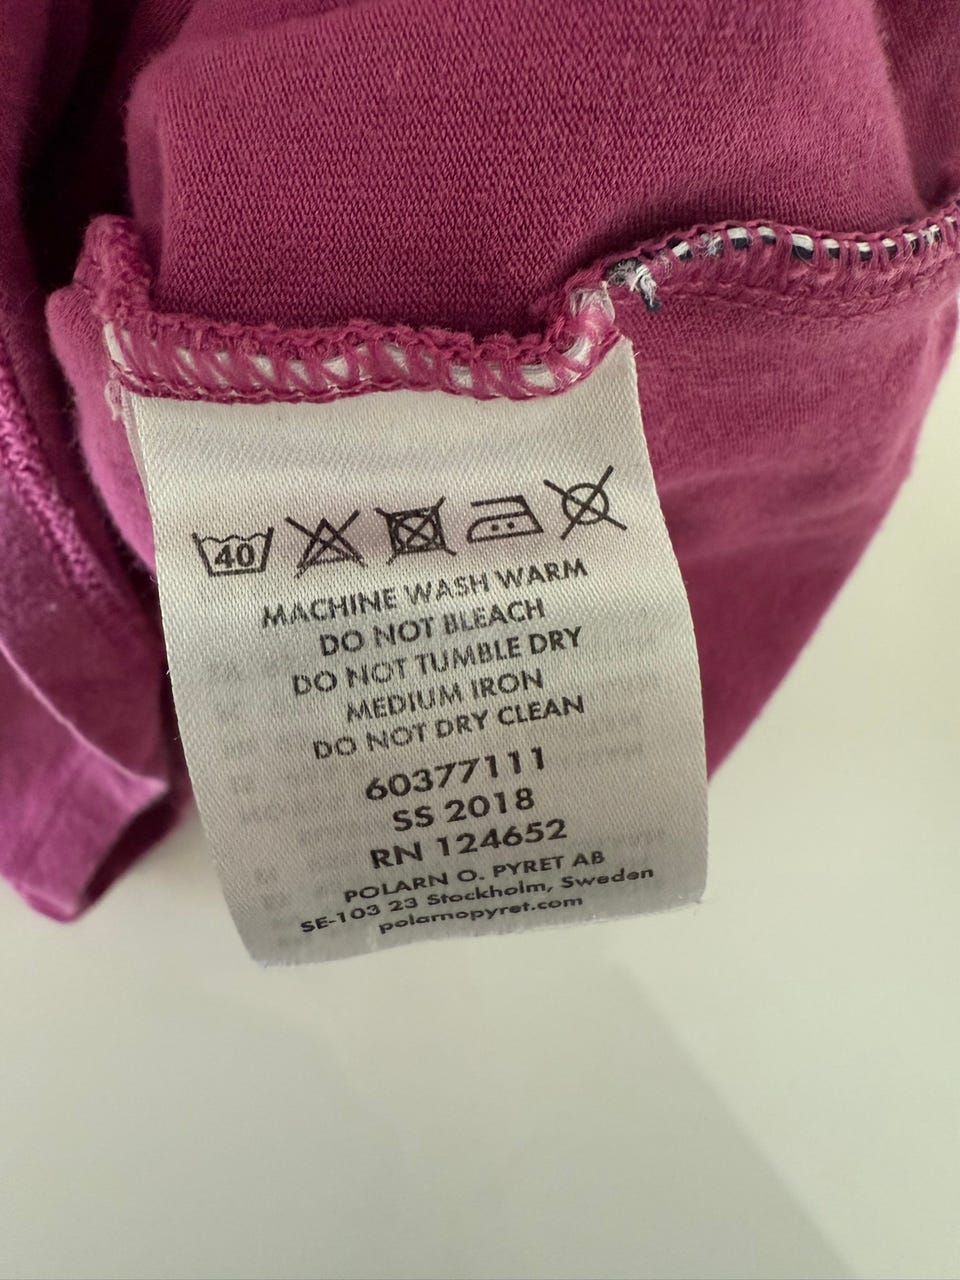 40
MACHINE WASH WARM
DO NOT BLEACH
DO NOT TUMBLE DRY
MEDIUM IRON
DO NOT DRY CLEAN
60377111
SS 2018
RN 124652
POLARN O. PYRET AB
SE-103 23 Stockholm, Sweden
polarnopyret.com